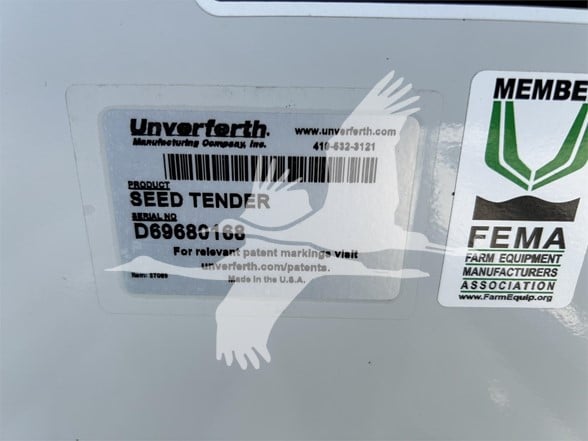 Unverferth.
Manufacturing Company, Inc.
www.unverferth.com
419-532-3121
PRODUCT
SEED TENDER
SERIAL NO
D69680168
For relevant patent markings visit
unverferth.com/patents.
Made in the U.S.A.
MEMBE
FEMA
FARM EQUIPMENT
MANUFACTURERS
ASSOCIATION
www.FarmEquip.org